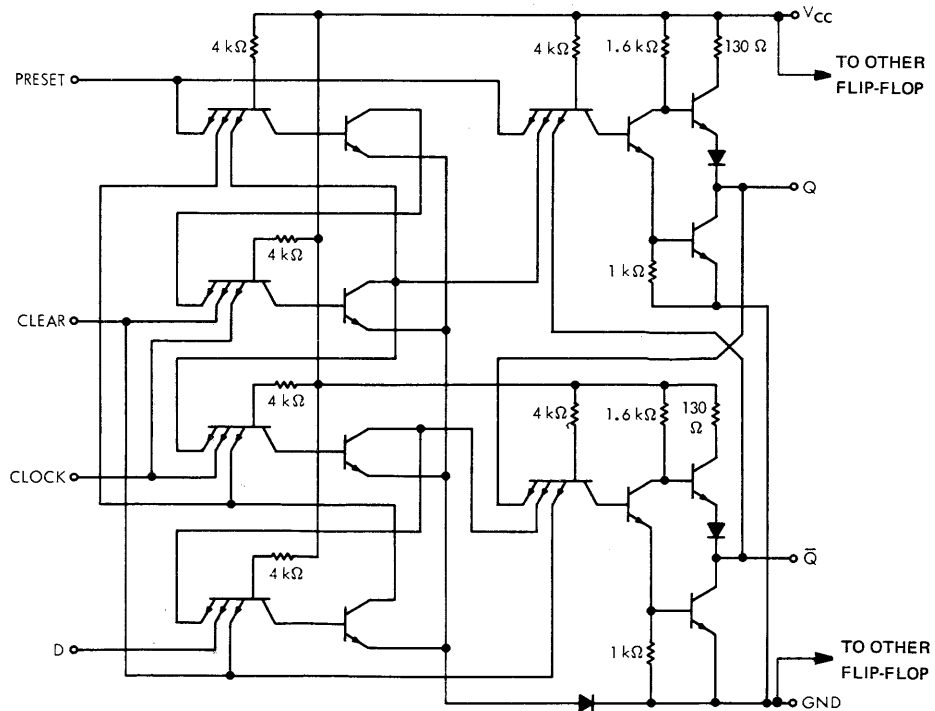 VCC
4 kΩ
4 kΩ
1.6 kΩ
130 Ω
TO OTHER
FLIP-FLOP
PRESET
Q
4 kΩ
1 kΩ
CLEAR
4 kΩ
4 kΩ
1.6 kΩ
130
Ω
CLOCK
4 kΩ
Q̅
D
1 kΩ
TO OTHER
FLIP-FLOP
GND